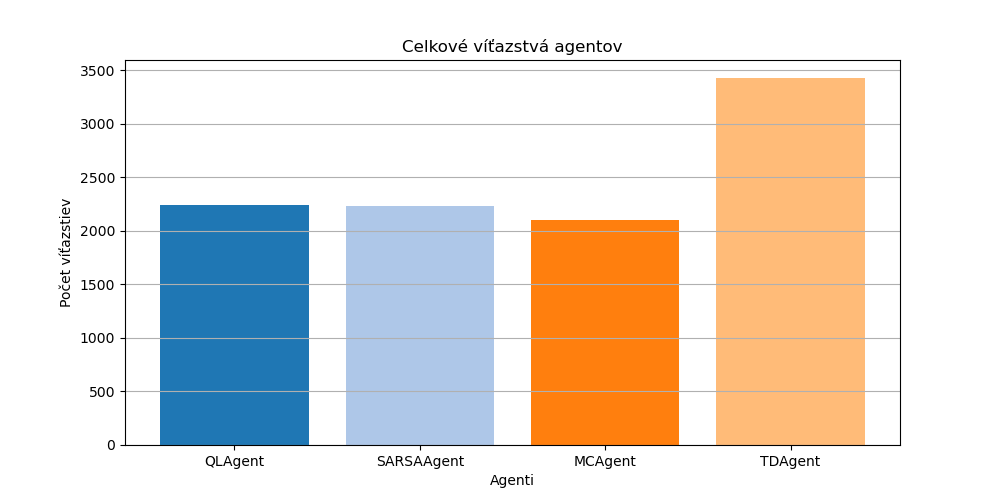 Celkové víťazstvá agentov
Počet víťazstiev
3500
3000
2500
2000
1500
1000
500
0
QLAgent SARSAAgent MCAgent TDAgent
Agenti